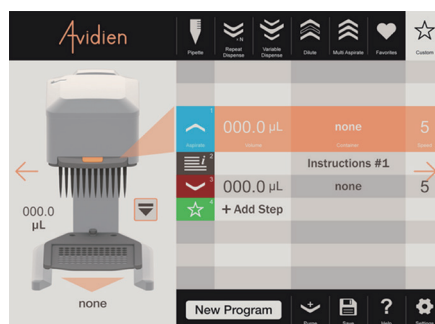 Avidien
Pipette
Repeat Dispense
Variable Dispense
Dilute
Multi Aspirate
Favorites
Custom
1
000.0 µL
none
5
Aspirate
Volume
Container
Speed
2
Instructions #1
3
000.0 µL
none
5
4
+ Add Step
000.0
µL
none
New Program
Save
Help
Settings